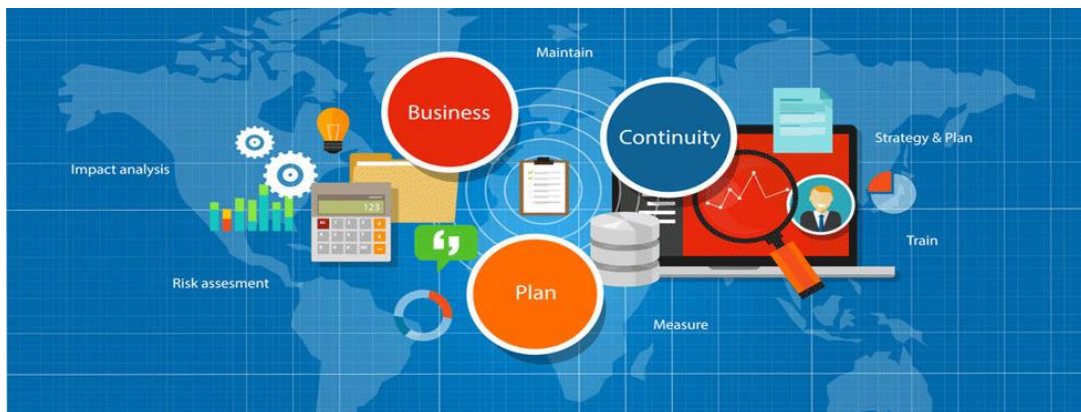 Maintain
Business
Continuity
Strategy & Plan
Impact analysis
123
Train
Risk assesment
Plan
Measure